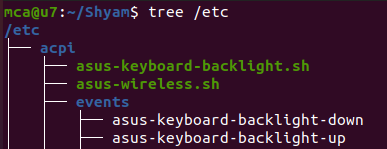 mca@u7:~/Shyam$ tree /etc
/etc
├── acpi
│   ├── asus-keyboard-backlight.sh
│   ├── asus-wireless.sh
│   ├── events
│   │   ├── asus-keyboard-backlight-down
│   │   ├── asus-keyboard-backlight-up